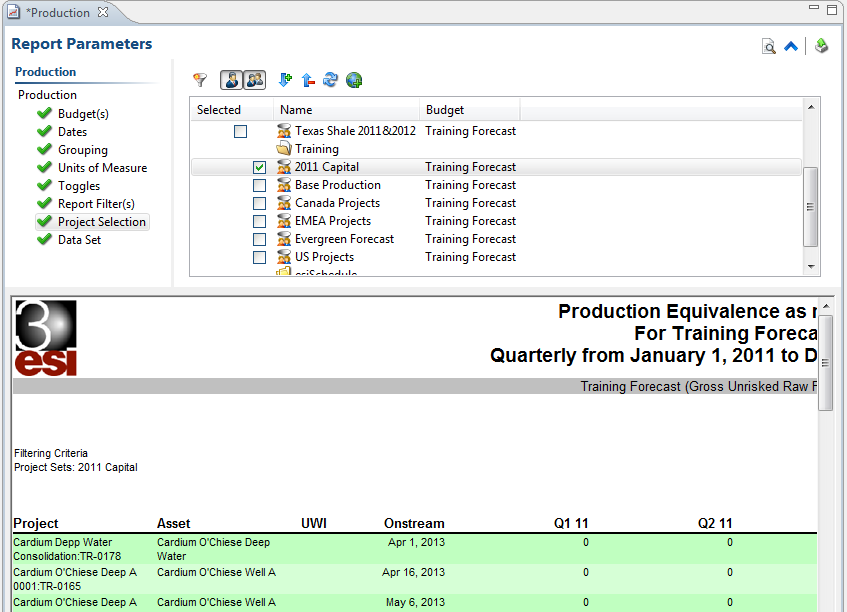 *Production
Report Parameters
Production
Production
Budget(s)
Dates
Grouping
Units of Measure
Toggles
Report Filter(s)
Project Selection
Data Set
Selected Name Budget
Texas Shale 2011&2012 Training Forecast
Training
2011 Capital Training Forecast
Base Production Training Forecast
Canada Projects Training Forecast
EMEA Projects Training Forecast
Evergreen Forecast Training Forecast
US Projects Training Forecast
esiSchedule
3
esi
Production Equivalence as
For Training Foreca
Quarterly from January 1, 2011 to D
Training Forecast (Gross Unrisked Raw F
Filtering Criteria
Project Sets: 2011 Capital
Project Asset UWI Onstream Q1 11 Q2 11
Cardium Depp Water Cardium O'Chiese Deep Apr 1, 2013 0 0
Consolidation:TR-0178 Water
Cardium O'Chiese Deep A Cardium O'Chiese Well A Apr 16, 2013 0 0
0001:TR-0165
Cardium O'Chiese Deep A Cardium O'Chiese Well A May 6, 2013 0 0